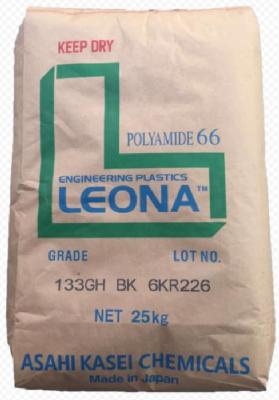 KEEP DRY
POLYAMIDE 66
ENGINEERING PLASTICS
LEONA™
GRADE LOT NO.
133GH BK 6KR226
NET 25kg
ASAHI KASEI CHEMICALS
Made in Japan